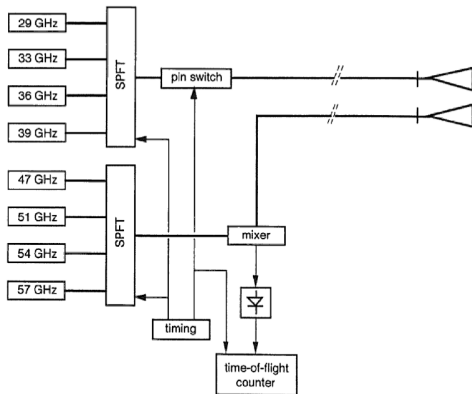 29 GHz
33 GHz
36 GHz
39 GHz
SPFT
pin switch
47 GHz
51 GHz
54 GHz
57 GHz
SPFT
mixer
timing
time-of-flight
counter